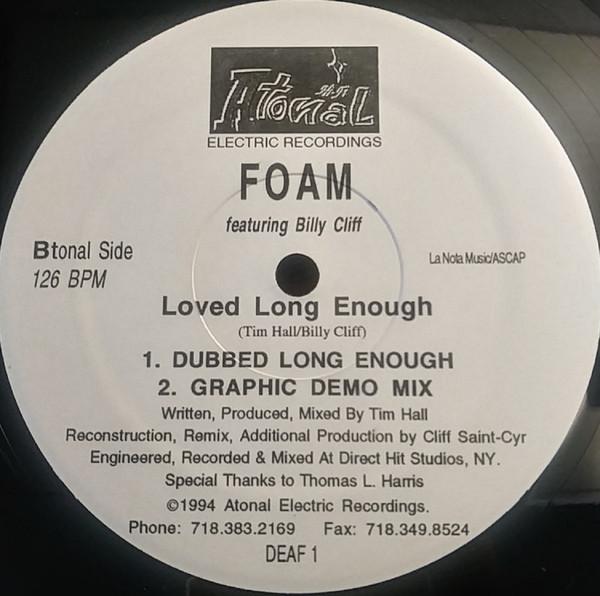 Atonal
Hi-Fi
ELECTRIC RECORDINGS
FOAM
featuring Billy Cliff
Btonal Side
126 BPM
La Nota Music/ASCAP
Loved Long Enough
(Tim Hall/Billy Cliff)
1. DUBBED LONG ENOUGH
2. GRAPHIC DEMO MIX
Written, Produced, Mixed By Tim Hall
Reconstruction, Remix, Additional Production by Cliff Saint-Cyr
Engineered, Recorded & Mixed At Direct Hit Studios, NY.
Special Thanks to Thomas L. Harris
©1994 Atonal Electric Recordings.
Phone: 718.383.2169 Fax: 718.349.8524
DEAF 1